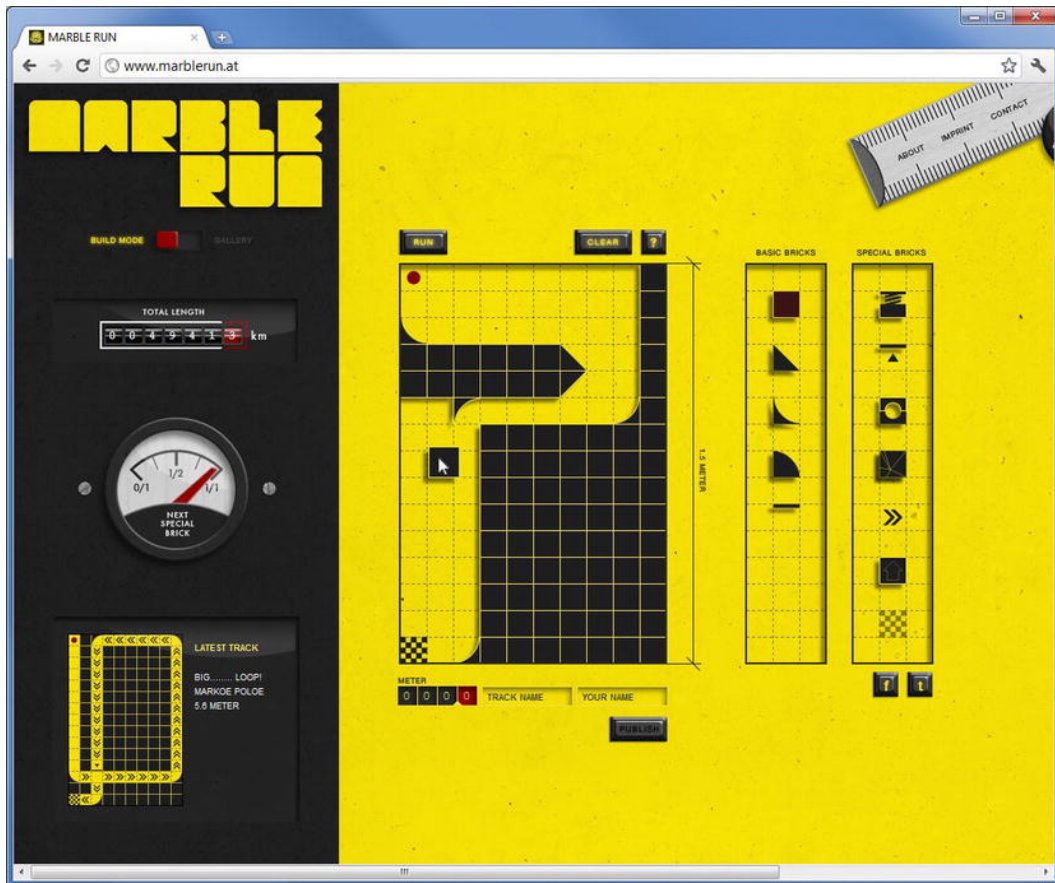 MARBLE RUN
www.marblerun.at
MARBLE
RUN
ABOUT IMPRINT CONTACT
BUILD MODE GALLERY
RUN CLEAR ?
BASIC BRICKS SPECIAL BRICKS
TOTAL LENGTH
0 0 4 9 4 1 3 km
1.5 METER
0/1 1/2 1/1
NEXT
SPECIAL
BRICK
LATEST TRACK
BIG........ LOOP!
MARKOE POLOE
5.6 METER
METER
0 0 0 0 TRACK NAME YOUR NAME
PUBLISH
f t